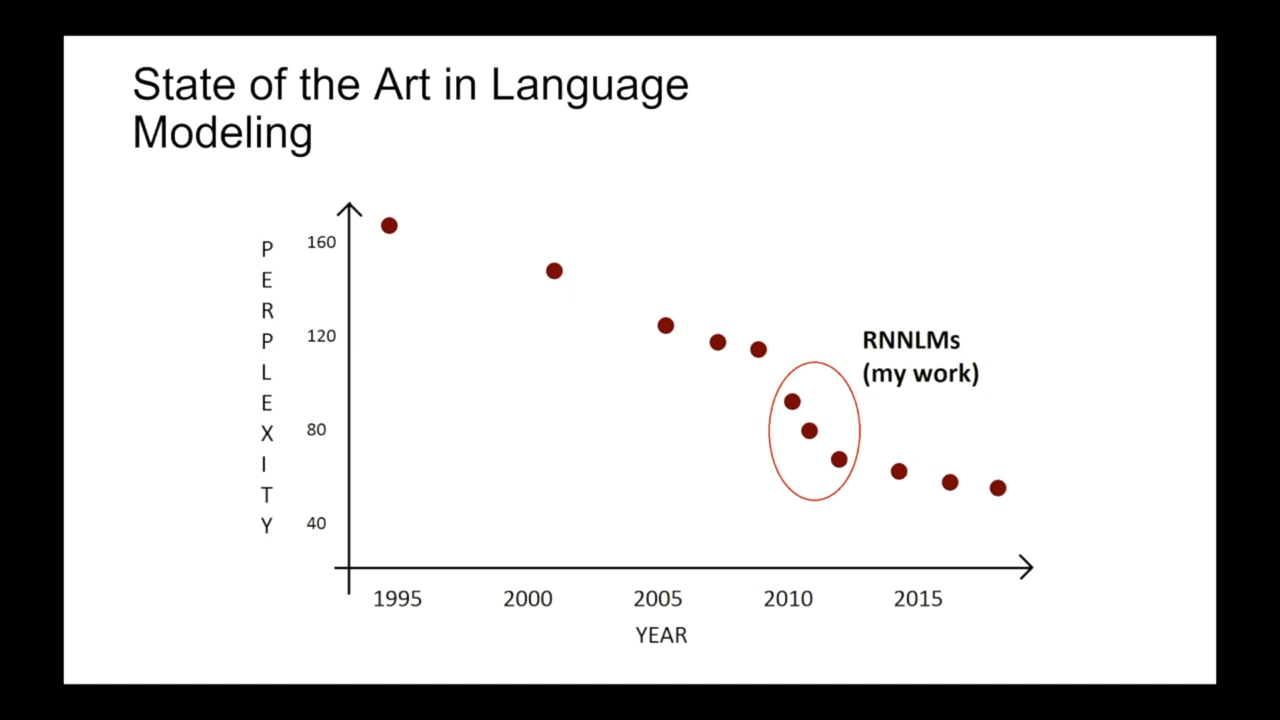 State of the Art in Language
Modeling
PERPLEXITY
160
120
80
40
RNNLMs
(my work)
1995 2000 2005 2010 2015
YEAR